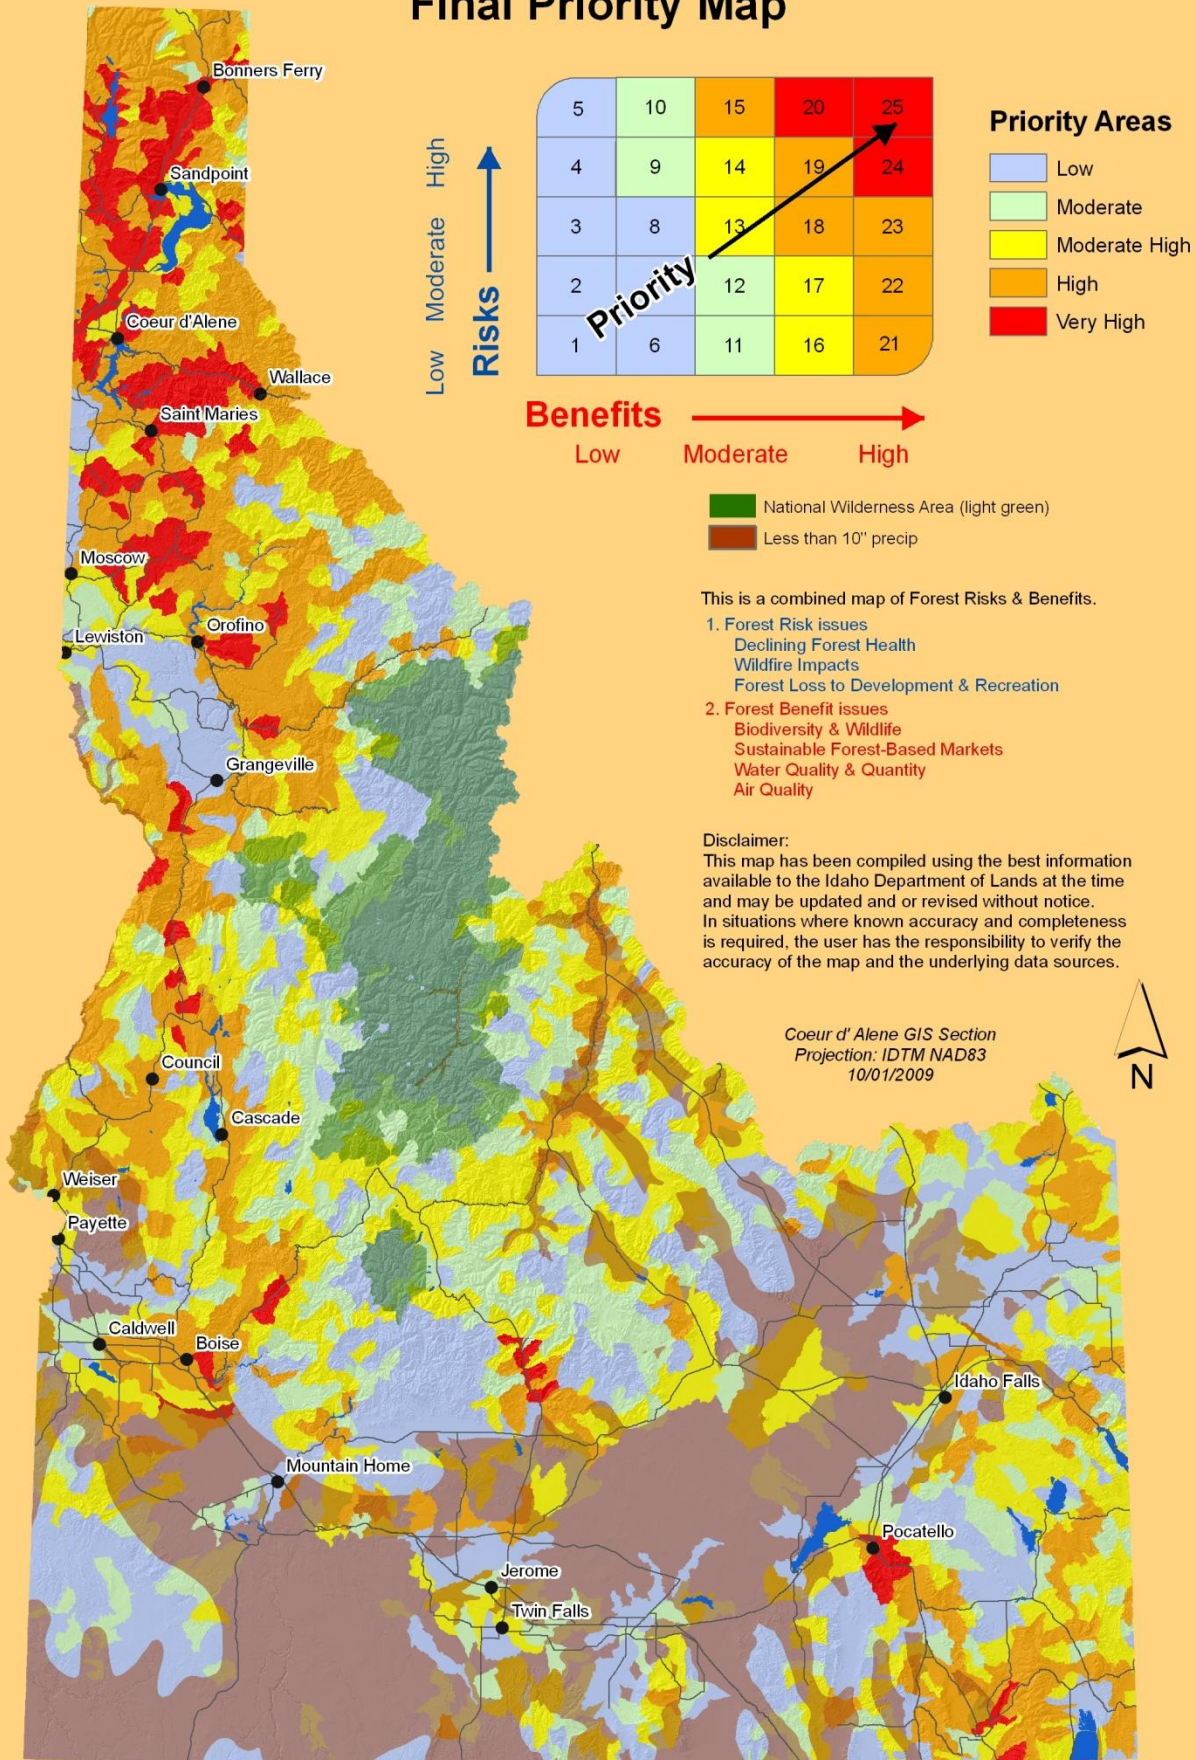 Final Priority Map
5 10 15 20 25
4 9 14 19 24
3 8 13 18 23
2 12 17 22
1 6 11 16 21
Priority
Low Moderate High
Risks
Benefits
Low Moderate High
Priority Areas
Low
Moderate
Moderate High
High
Very High
National Wilderness Area (light green)
Less than 10" precip
This is a combined map of Forest Risks & Benefits.
1. Forest Risk issues
Declining Forest Health
Wildfire Impacts
Forest Loss to Development & Recreation
2. Forest Benefit issues
Biodiversity & Wildlife
Sustainable Forest-Based Markets
Water Quality & Quantity
Air Quality
Disclaimer:
This map has been compiled using the best information
available to the Idaho Department of Lands at the time
and may be updated and or revised without notice.
In situations where known accuracy and completeness
is required, the user has the responsibility to verify the
accuracy of the map and the underlying data sources.
Coeur d' Alene GIS Section
Projection: IDTM NAD83
10/01/2009
N
Bonners Ferry
Sandpoint
Coeur d'Alene
Wallace
Saint Maries
Moscow
Orofino
Lewiston
Grangeville
Council
Cascade
Weiser
Payette
Caldwell
Boise
Idaho Falls
Mountain Home
Pocatello
Jerome
Twin Falls